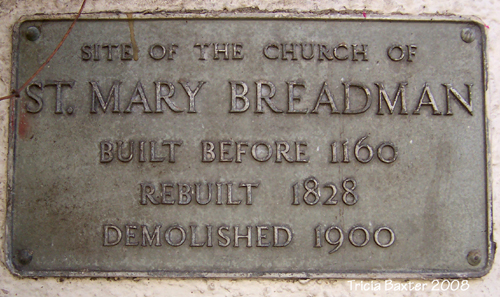 SITE OF THE CHURCH OF
ST. MARY BREADMAN
BUILT BEFORE 1160
REBUILT 1828
DEMOLISHED 1900
Tricia Baxter 2008